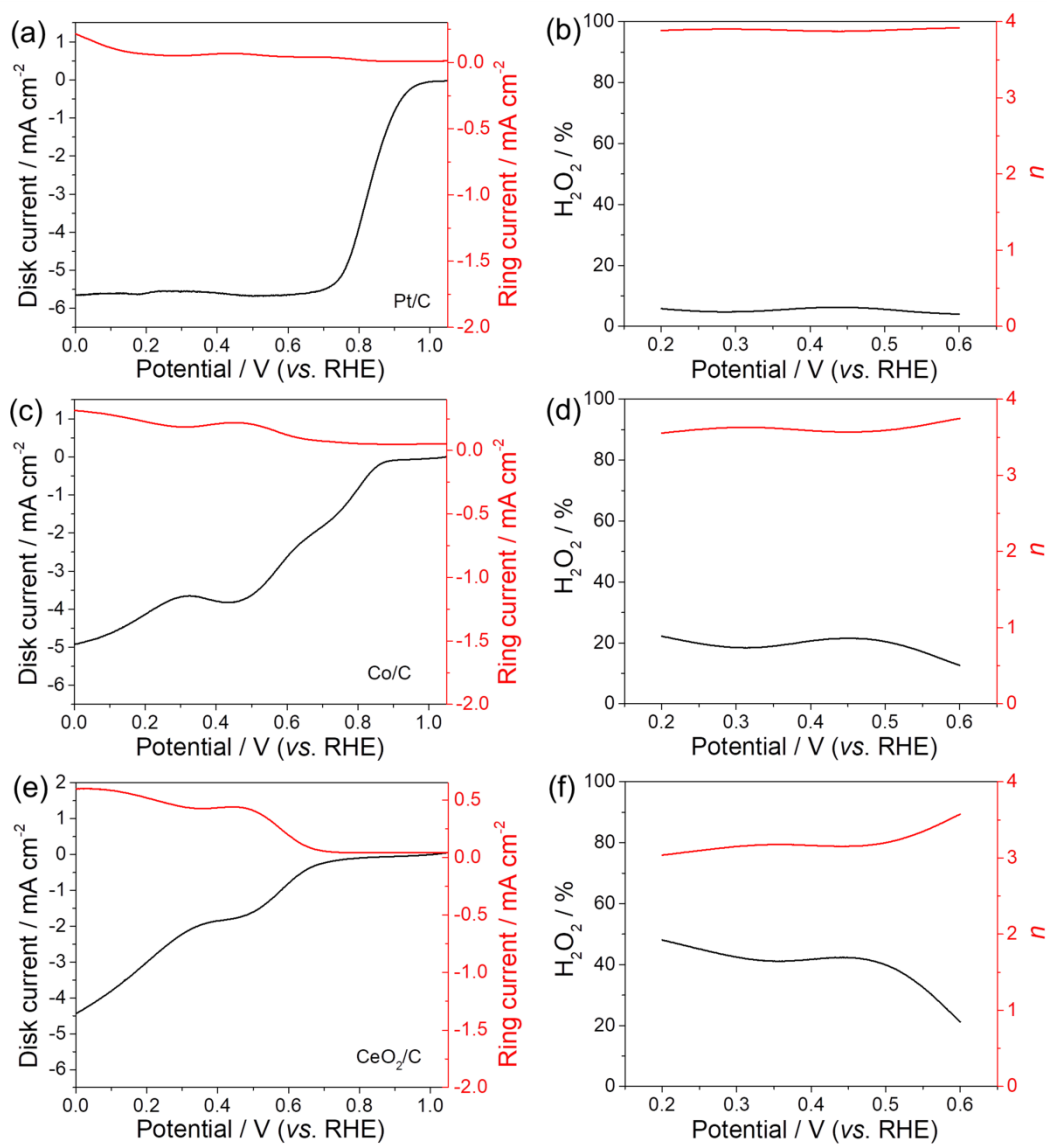 (a)
1
0
-1
-2
-3
-4
-5
-6
Disk current / mA cm⁻²
0.0
-0.5
-1.0
-1.5
-2.0
Ring current / mA cm⁻²
Pt/C
0.0 0.2 0.4 0.6 0.8 1.0
Potential / V (vs. RHE)
(b)
100
80
60
40
20
0
H₂O₂ / %
4
3
2
1
0
n
0.2 0.3 0.4 0.5 0.6
Potential / V (vs. RHE)
(c)
1
0
-1
-2
-3
-4
-5
-6
Disk current / mA cm⁻²
0.0
-0.5
-1.0
-1.5
-2.0
Ring current / mA cm⁻²
Co/C
0.0 0.2 0.4 0.6 0.8 1.0
Potential / V (vs. RHE)
(d)
100
80
60
40
20
0
H₂O₂ / %
4
3
2
1
0
n
0.2 0.3 0.4 0.5 0.6
Potential / V (vs. RHE)
(e)
2
1
0
-1
-2
-3
-4
-5
-6
Disk current / mA cm⁻²
0.5
0.0
-0.5
-1.0
-1.5
-2.0
Ring current / mA cm⁻²
CeO₂/C
0.0 0.2 0.4 0.6 0.8 1.0
Potential / V (vs. RHE)
(f)
100
80
60
40
20
0
H₂O₂ / %
4
3
2
1
0
n
0.2 0.3 0.4 0.5 0.6
Potential / V (vs. RHE)